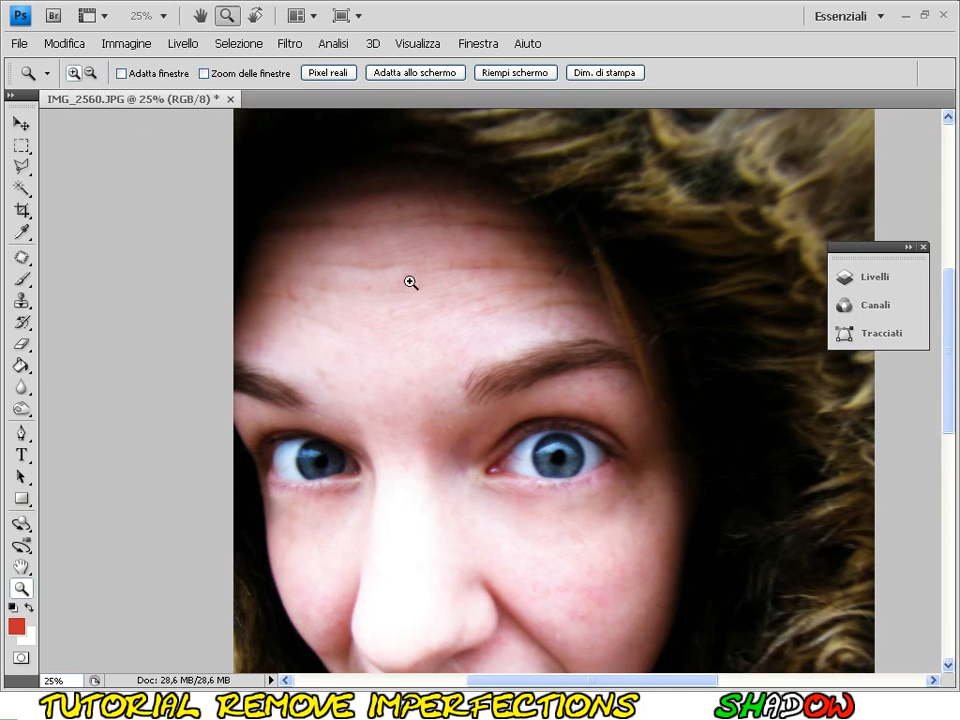 Ps Br 25% Essenziali
File Modifica Immagine Livello Selezione Filtro Analisi 3D Visualizza Finestra Aiuto
Adatta finestre Zoom delle finestre Pixel reali Adatta allo schermo Riempi schermo Dim. di stampa
IMG_2560.JPG @ 25% (RGB/8) *
Livelli
Canali
Tracciati
25% Doc: 28,6 MB/28,6 MB
TUTORIAL REMOVE IMPERFECTIONS SHADOW